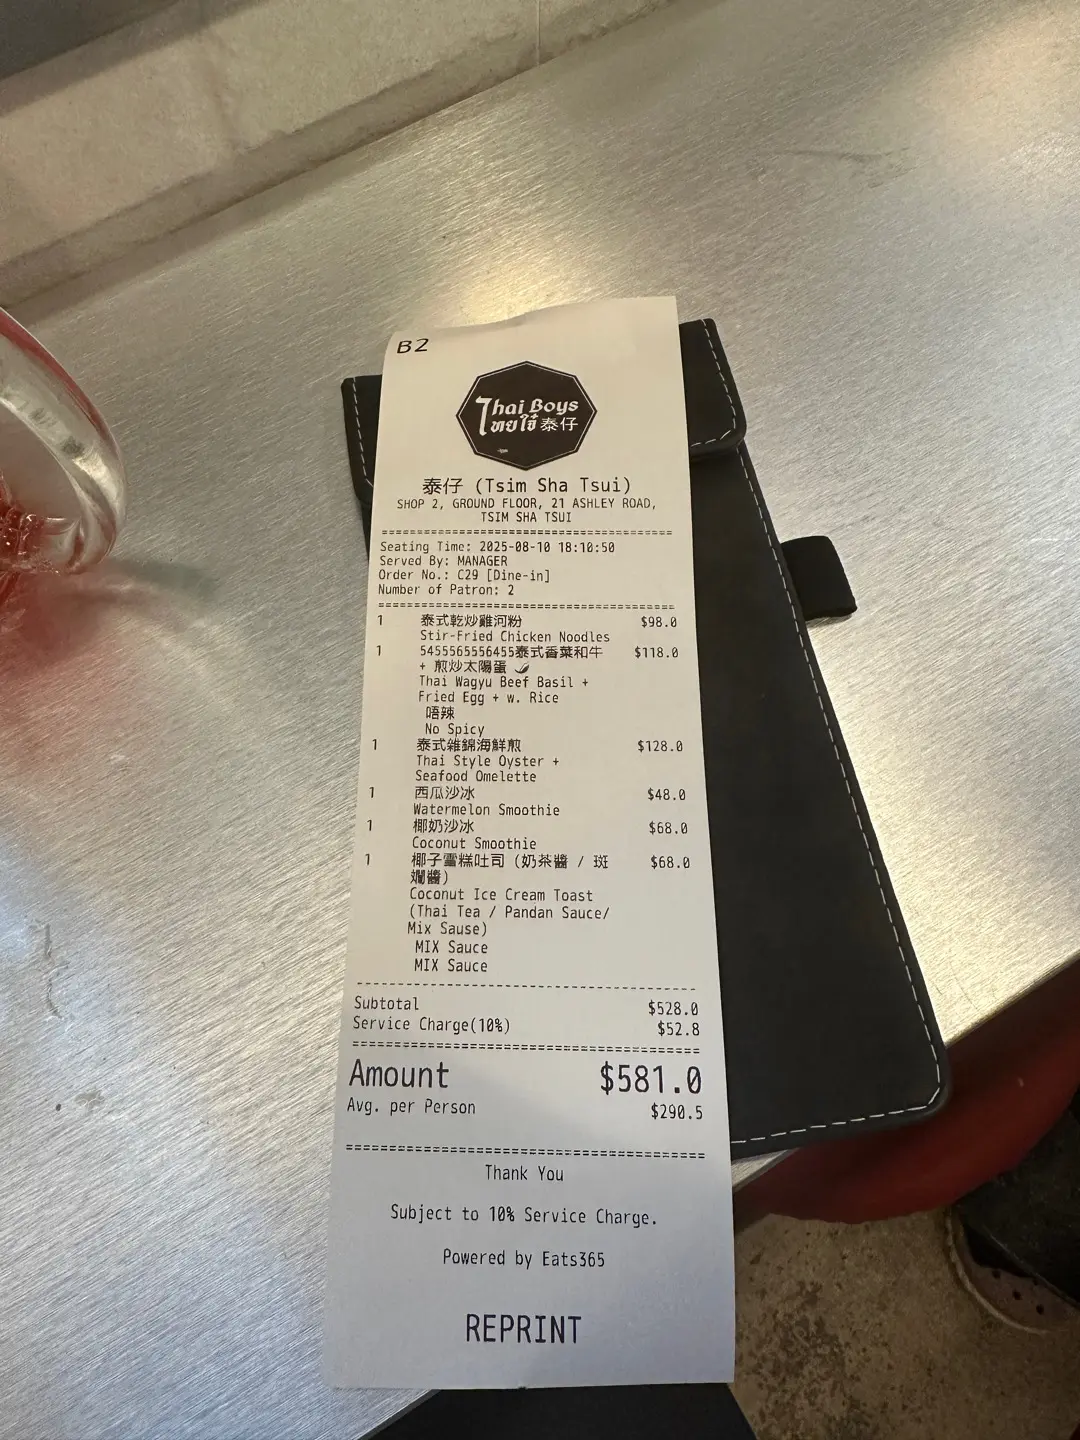 B2
Thai Boys
ไทยใจ๋ 泰仔
泰仔 (Tsim Sha Tsui)
SHOP 2, GROUND FLOOR, 21 ASHLEY ROAD,
TSIM SHA TSUI
Seating Time: 2025-08-10 18:10:50
Served By: MANAGER
Order No.: C29 [Dine-in]
Number of Patron: 2
1 泰式乾炒雞河粉 $98.0
Stir-Fried Chicken Noodles
1 5455565556455泰式香葉和牛 $118.0
+ 煎炒太陽蛋
Thai Wagyu Beef Basil +
Fried Egg + w. Rice
唔辣
No Spicy
1 泰式雜錦海鮮煎 $128.0
Thai Style Oyster +
Seafood Omelette
1 西瓜沙冰 $48.0
Watermelon Smoothie
1 椰奶沙冰 $68.0
Coconut Smoothie
1 椰子雪糕吐司 (奶茶醬 / 斑 $68.0
斕醬)
Coconut Ice Cream Toast
(Thai Tea / Pandan Sauce/
Mix Sause)
MIX Sauce
MIX Sauce
Subtotal $528.0
Service Charge(10%) $52.8
Amount $581.0
Avg. per Person $290.5
Thank You
Subject to 10% Service Charge.
Powered by Eats365
REPRINT